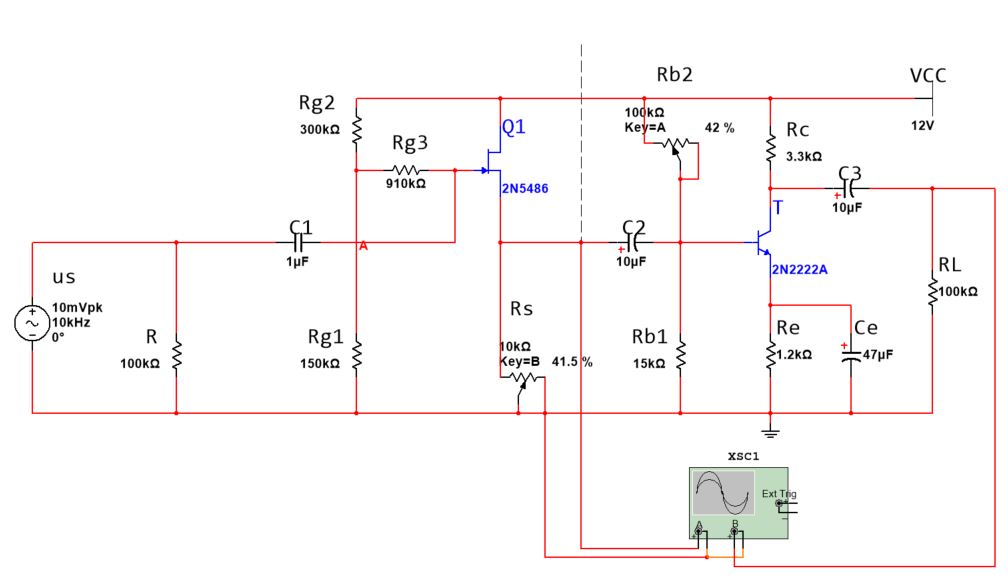 Rb2
VCC
Rg2
300kΩ
100kΩ
Key=A
42 %
12V
Q1
Rc
3.3kΩ
Rg3
910kΩ
C3
+
10µF
2N5486
T
C1
1µF
A
C2
+
10µF
2N2222A
us
RL
100kΩ
+
10mVpk
10kHz
0°
Rs
R
100kΩ
Rg1
150kΩ
10kΩ
Key=B
41.5 %
Rb1
15kΩ
Re
1.2kΩ
Ce
+
47µF
XSC1
Ext Trig
+
−
A
B
+
−
+
−